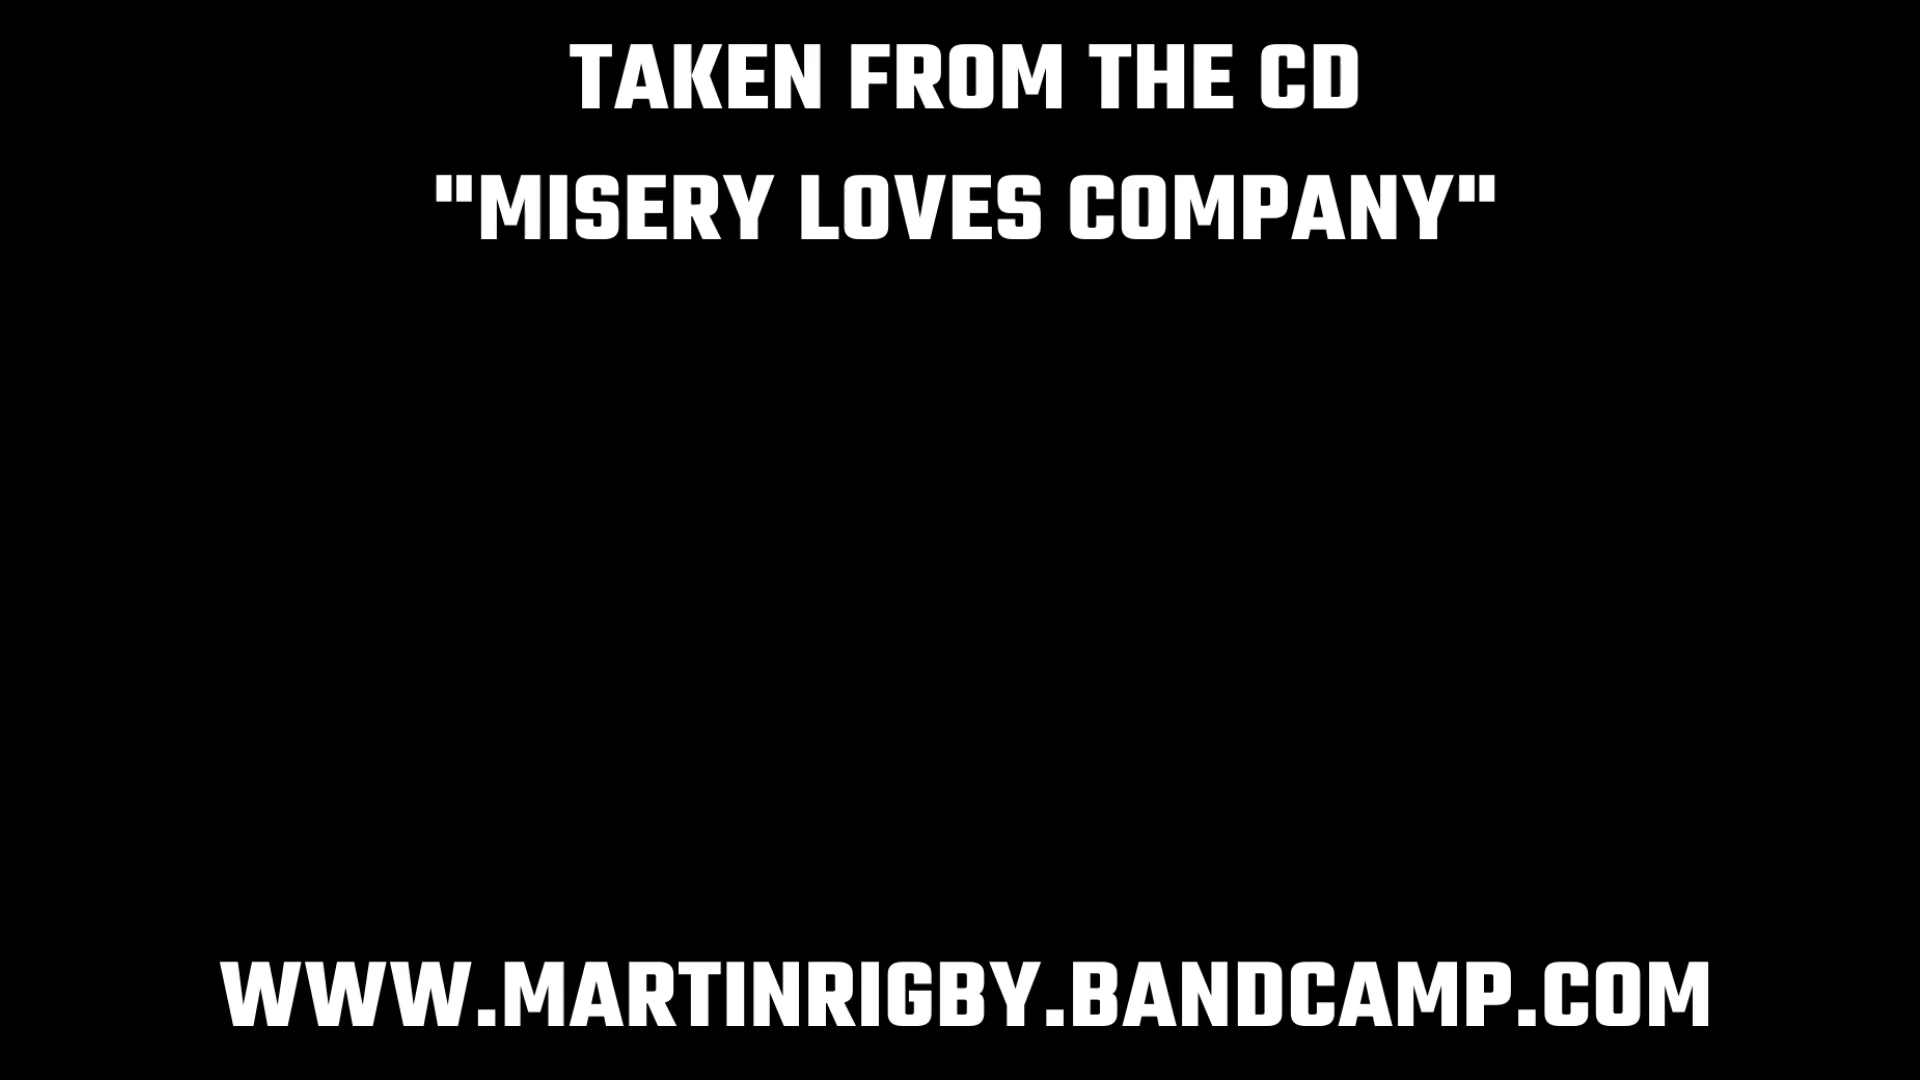 TAKEN FROM THE CD
"MISERY LOVES COMPANY"
WWW.MARTINRIGBY.BANDCAMP.COM